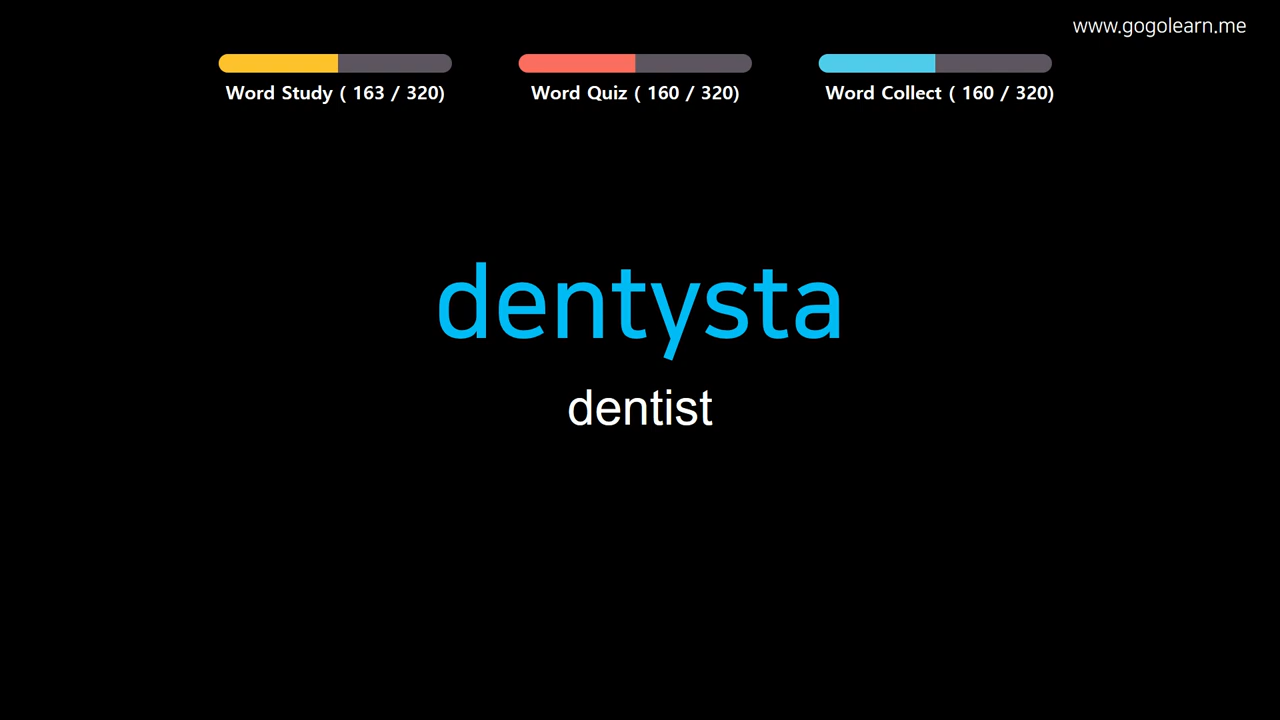 www.gogolearn.me
Word Study ( 163 / 320)
Word Quiz ( 160 / 320)
Word Collect ( 160 / 320)
dentysta
dentist